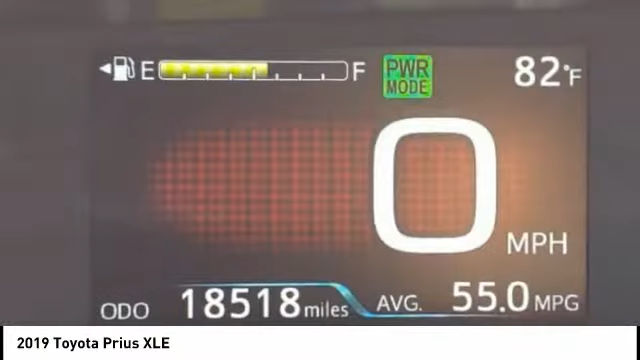 E F PWR 82°F
MODE
0 MPH
ODO 18518 miles AVG. 55.0 MPG
2019 Toyota Prius XLE